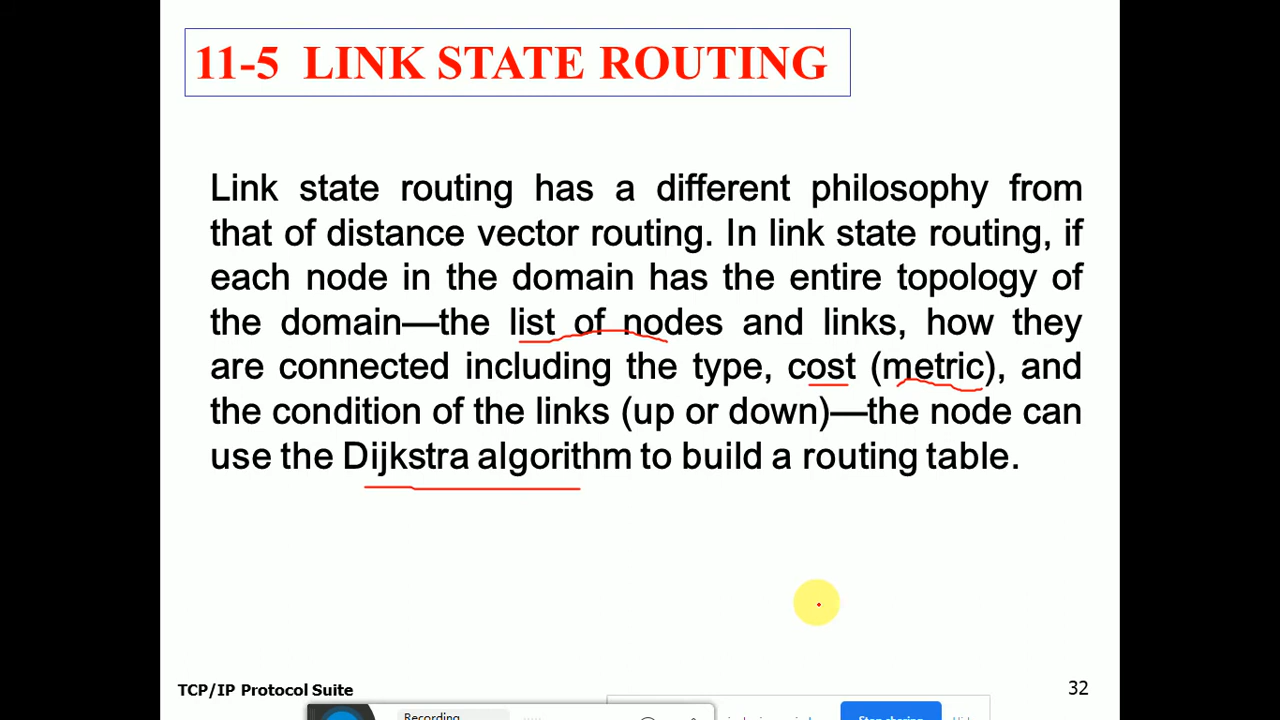 11-5 LINK STATE ROUTING
Link state routing has a different philosophy from
that of distance vector routing. In link state routing, if
each node in the domain has the entire topology of
the domain—the list of nodes and links, how they
are connected including the type, cost (metric), and
the condition of the links (up or down)—the node can
use the Dijkstra algorithm to build a routing table.
TCP/IP Protocol Suite
32
Recording
Stop sharing